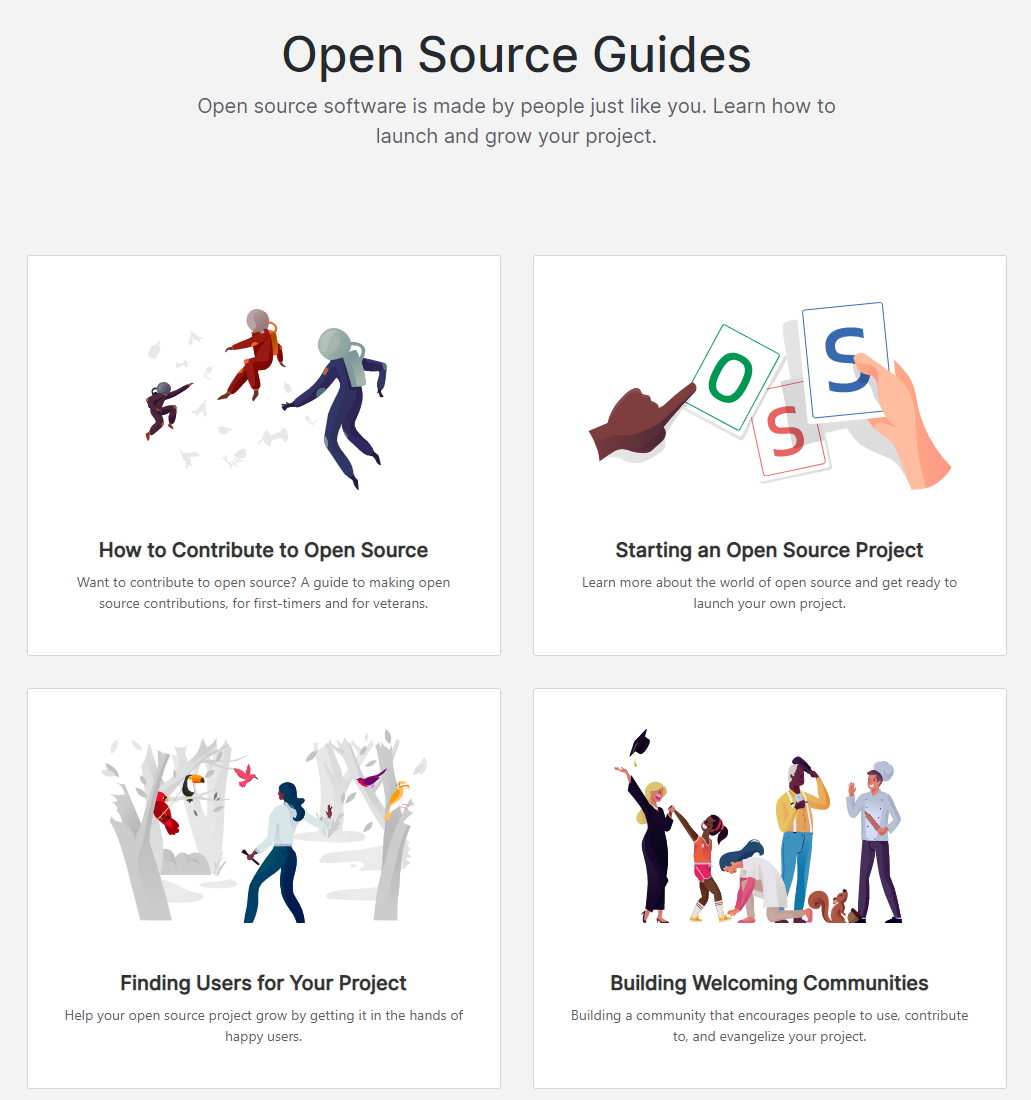 Open Source Guides
Open source software is made by people just like you. Learn how to
launch and grow your project.
O
S
S
How to Contribute to Open Source
Want to contribute to open source? A guide to making open
source contributions, for first-timers and for veterans.
Starting an Open Source Project
Learn more about the world of open source and get ready to
launch your own project.
Finding Users for Your Project
Help your open source project grow by getting it in the hands of
happy users.
Building Welcoming Communities
Building a community that encourages people to use, contribute
to, and evangelize your project.